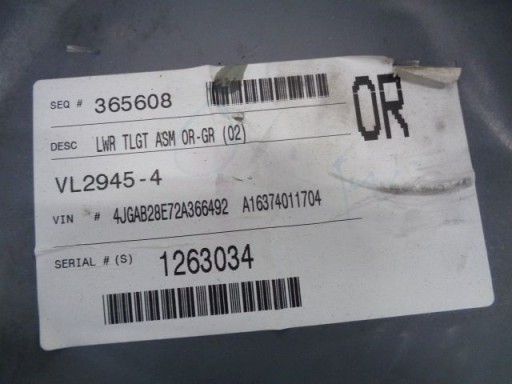 SEQ # 365608
OR
DESC LWR TLGT ASM OR-GR (02)
VL2945-4
VIN # 4JGAB28E72A366492 A16374011704
SERIAL # (S) 1263034